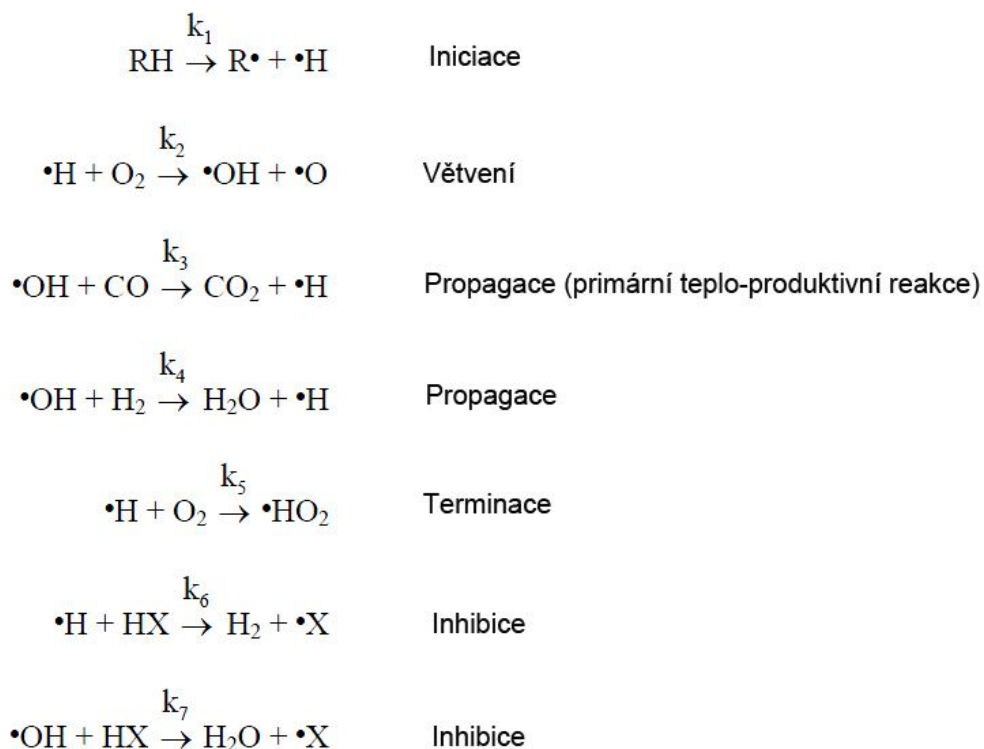 k₁
RH → R• + •H Iniciace
k₂
•H + O₂ → •OH + •O Větvení
k₃
•OH + CO → CO₂ + •H Propagace (primární teplo-produktivní reakce)
k₄
•OH + H₂ → H₂O + •H Propagace
k₅
•H + O₂ → •HO₂ Terminace
k₆
•H + HX → H₂ + •X Inhibice
k₇
•OH + HX → H₂O + •X Inhibice